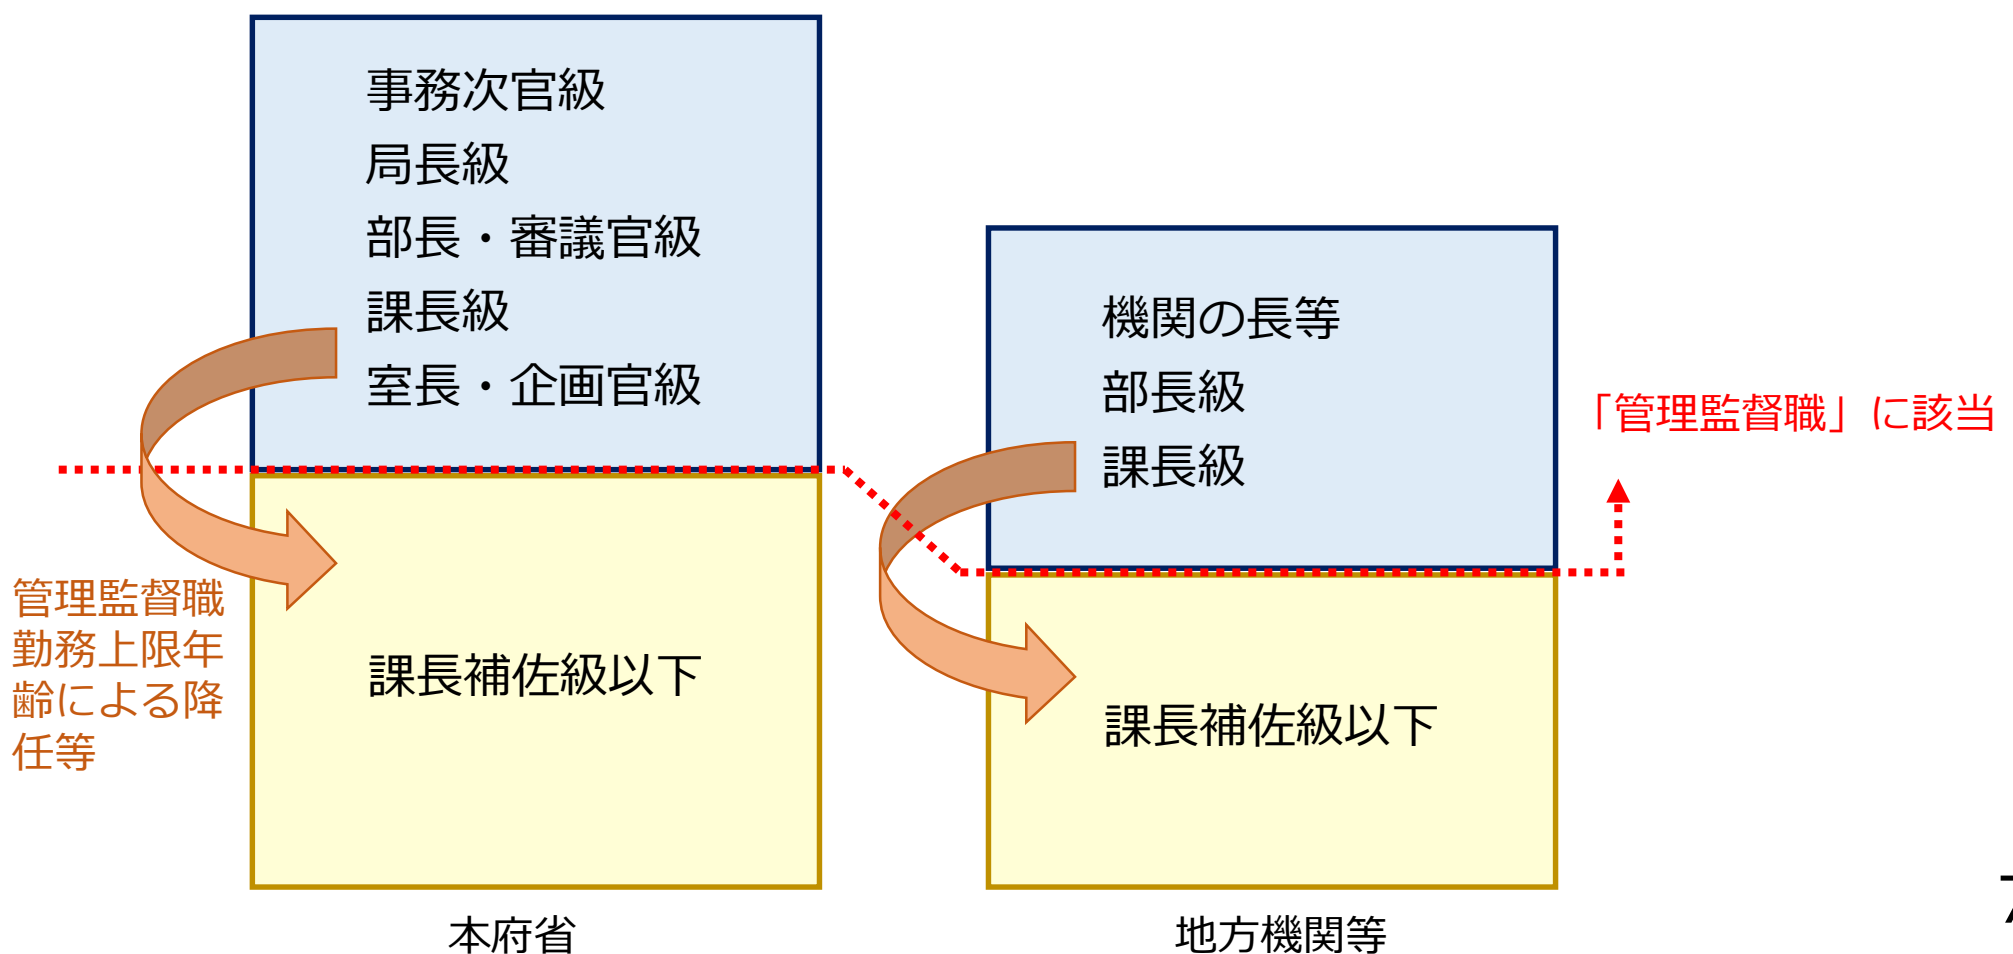 事務次官級
局長級
部長・審議官級
課長級
室長・企画官級
機関の長等
部長級
課長級
「管理監督職」に該当
管理監督職
勤務上限年
齢による降
任等
課長補佐級以下
課長補佐級以下
本府省
地方機関等